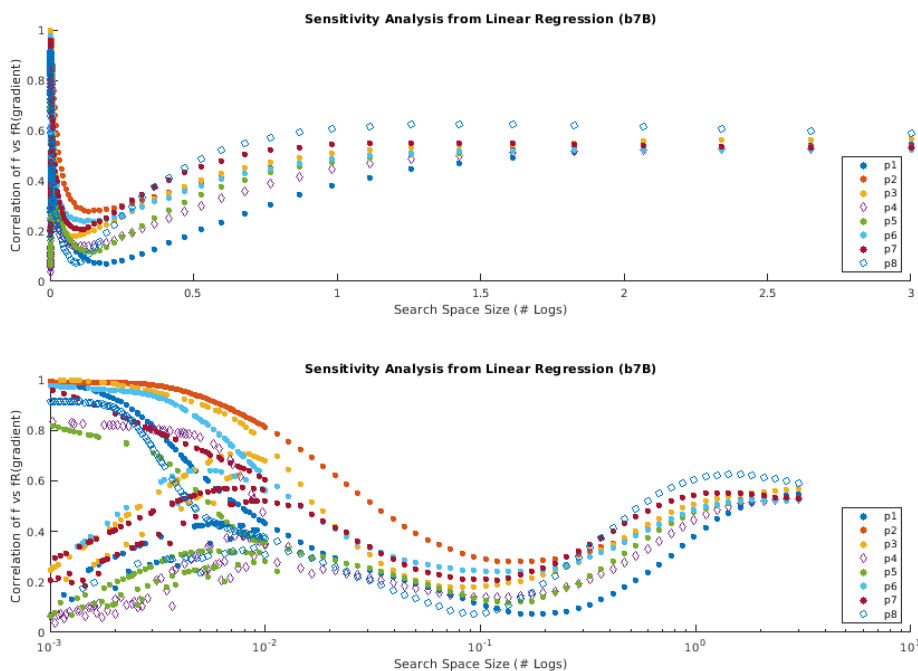 Sensitivity Analysis from Linear Regression (b7B)
Correlation of f vs fR(gradient)
1
0.8
0.6
0.4
0.2
0
0
0.5
1
1.5
2
2.5
3
Search Space Size (# Logs)
p1
p2
p3
p4
p5
p6
p7
p8
Sensitivity Analysis from Linear Regression (b7B)
Correlation of f vs fR(gradient)
1
0.8
0.6
0.4
0.2
0
10-3
10-2
10-1
100
101
Search Space Size (# Logs)
p1
p2
p3
p4
p5
p6
p7
p8